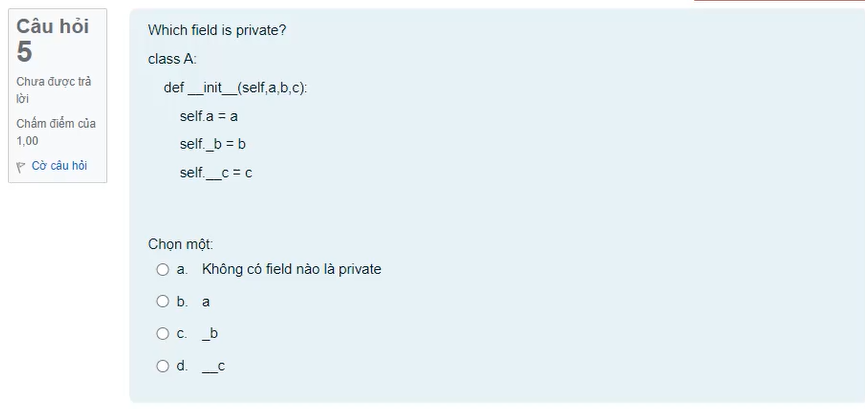 Câu hỏi
5
Chưa được trả
lời
Chấm điểm của
1,00
Cờ câu hỏi
Which field is private?
class A:
def __init__(self,a,b,c):
self.a = a
self._b = b
self.__c = c
Chọn một:
a. Không có field nào là private
b. a
c. _b
d. __c